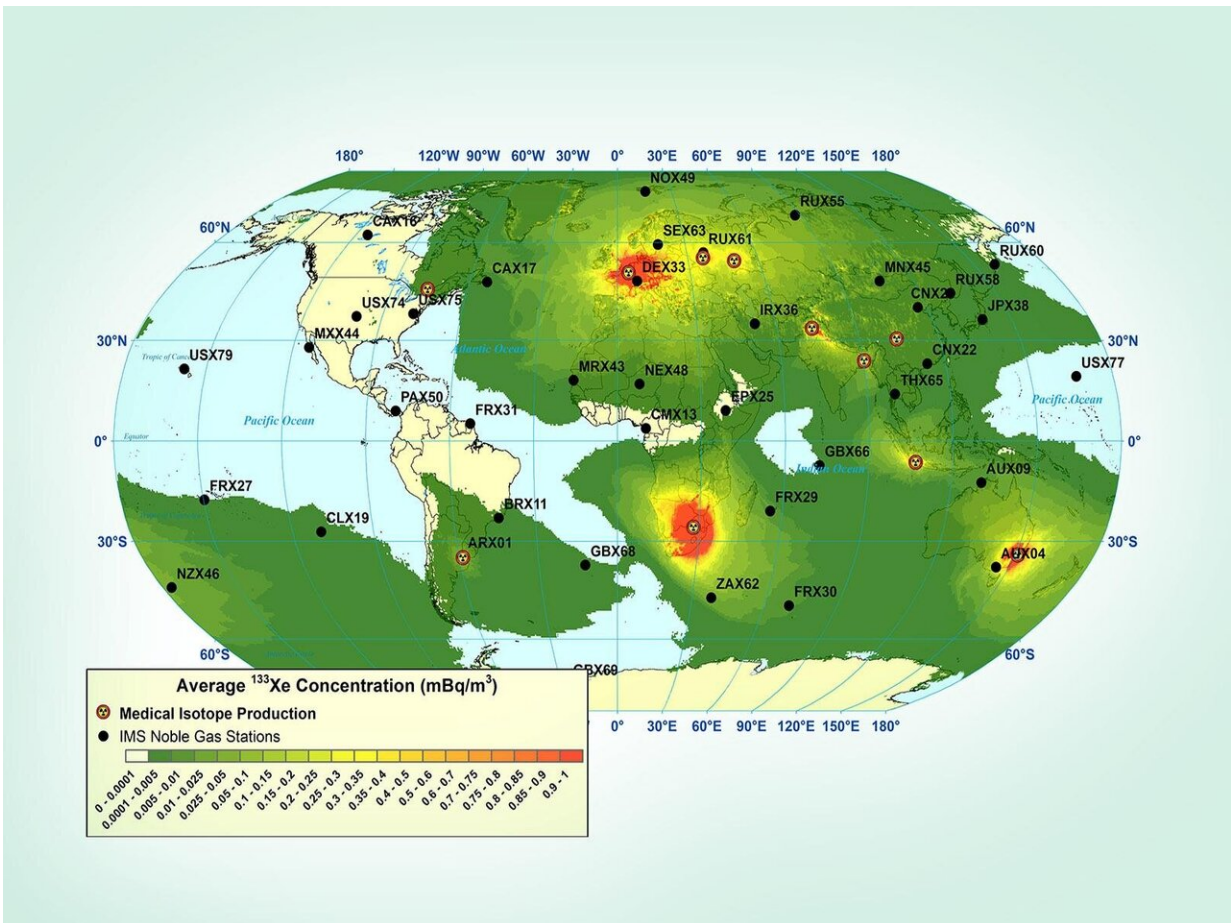 180° 120°W 90°W 60°W 30°W 0° 30°E 60°E 90°E 120°E 150°E 180°
NOX49
RUX55
60°N
CAX16
SEX63
RUX61
60°N
RUX60
CAX17
DEX33
MNX45
RUX58
CNX2
USX74
USX75
IRX36
JPX38
MXX44
30°N
Atlantic Ocean
30°N
Tropic of Canc
USX79
MRX43
NEX48
CNX22
USX77
THX65
PAX50
FRX31
EPX25
Pacific Ocean
Pacific Ocean
CMX13
0°
Equator
0°
GBX66
Indian Ocean
AUX09
FRX27
BRX11
FRX29
CLX19
30°S
ARX01
GBX68
30°S
AUX04
NZX46
ZAX62
FRX30
60°S
60°S
GBX69
0° 30°E 60°E 90°E 120°E 150°E 180°
Average ¹³³Xe Concentration (mBq/m³)
Medical Isotope Production
IMS Noble Gas Stations
0 - 0.0001
0.0001 - 0.005
0.005 - 0.01
0.01 - 0.025
0.025 - 0.05
0.05 - 0.1
0.1 - 0.15
0.15 - 0.2
0.2 - 0.25
0.25 - 0.3
0.3 - 0.35
0.35 - 0.4
0.4 - 0.5
0.5 - 0.6
0.6 - 0.7
0.7 - 0.75
0.75 - 0.8
0.8 - 0.85
0.85 - 0.9
0.9 - 1